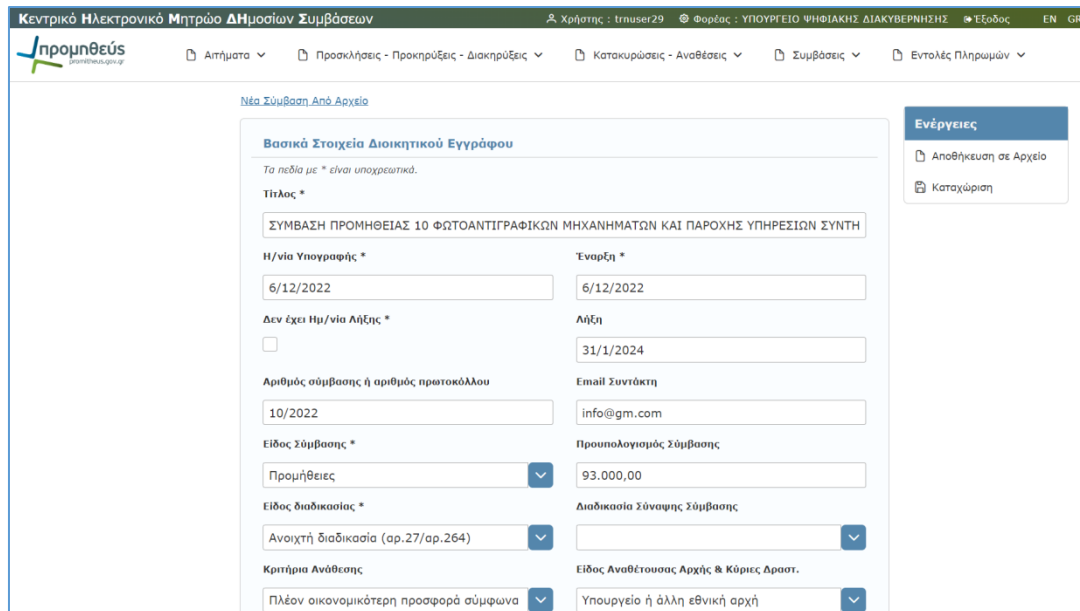 Κεντρικό Ηλεκτρονικό Μητρώο ΔΗμοσίων Συμβάσεων
Χρήστης : trnuser29 Φορέας : ΥΠΟΥΡΓΕΙΟ ΨΗΦΙΑΚΗΣ ΔΙΑΚΥΒΕΡΝΗΣΗΣ Έξοδος EN GR
προμηθεύs
promitheus.gov.gr
Αιτήματα Προσκλήσεις - Προκηρύξεις - Διακηρύξεις Κατακυρώσεις - Αναθέσεις Συμβάσεις Εντολές Πληρωμών
Νέα Σύμβαση Από Αρχείο
Ενέργειες
Αποθήκευση σε Αρχείο
Καταχώριση
Βασικά Στοιχεία Διοικητικού Εγγράφου
Τα πεδία με * είναι υποχρεωτικά.
Τίτλος *
ΣΥΜΒΑΣΗ ΠΡΟΜΗΘΕΙΑΣ 10 ΦΩΤΟΑΝΤΙΓΡΑΦΙΚΩΝ ΜΗΧΑΝΗΜΑΤΩΝ ΚΑΙ ΠΑΡΟΧΗΣ ΥΠΗΡΕΣΙΩΝ ΣΥΝΤΗ
Η/νία Υπογραφής * Έναρξη *
6/12/2022 6/12/2022
Δεν έχει Ημ/νία Λήξης * Λήξη
31/1/2024
Αριθμός σύμβασης ή αριθμός πρωτοκόλλου Email Συντάκτη
10/2022 info@gm.com
Είδος Σύμβασης * Προυπολογισμός Σύμβασης
Προμήθειες 93.000,00
Είδος διαδικασίας * Διαδικασία Σύναψης Σύμβασης
Ανοιχτή διαδικασία (αρ.27/αρ.264)
Κριτήρια Ανάθεσης Είδος Αναθέτουσας Αρχής & Κύριες Δραστ.
Πλέον οικονομικότερη προσφορά σύμφωνα Υπουργείο ή άλλη εθνική αρχή